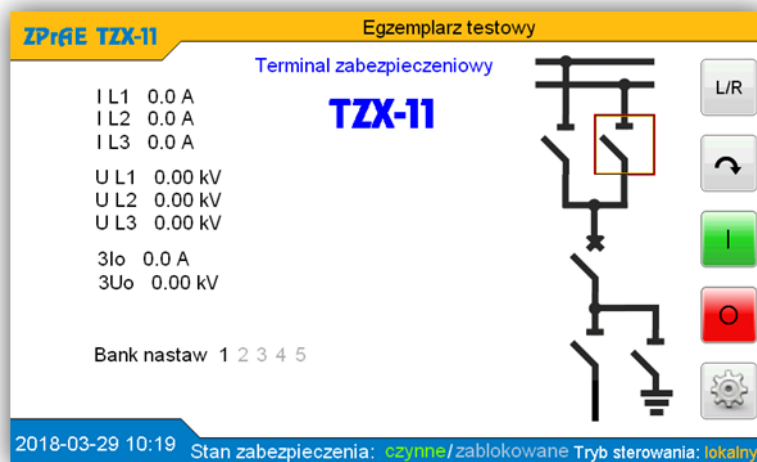 ZPrAE TZX-11
Egzemplarz testowy
Terminal zabezpieczeniowy
TZX-11
I L1 0.0 A
I L2 0.0 A
I L3 0.0 A
U L1 0.00 kV
U L2 0.00 kV
U L3 0.00 kV
3Io 0.0 A
3Uo 0.00 kV
Bank nastaw 1 2 3 4 5
L/R
I
O
2018-03-29 10:19
Stan zabezpieczenia: czynne/zablokowane Tryb sterowania: lokalny